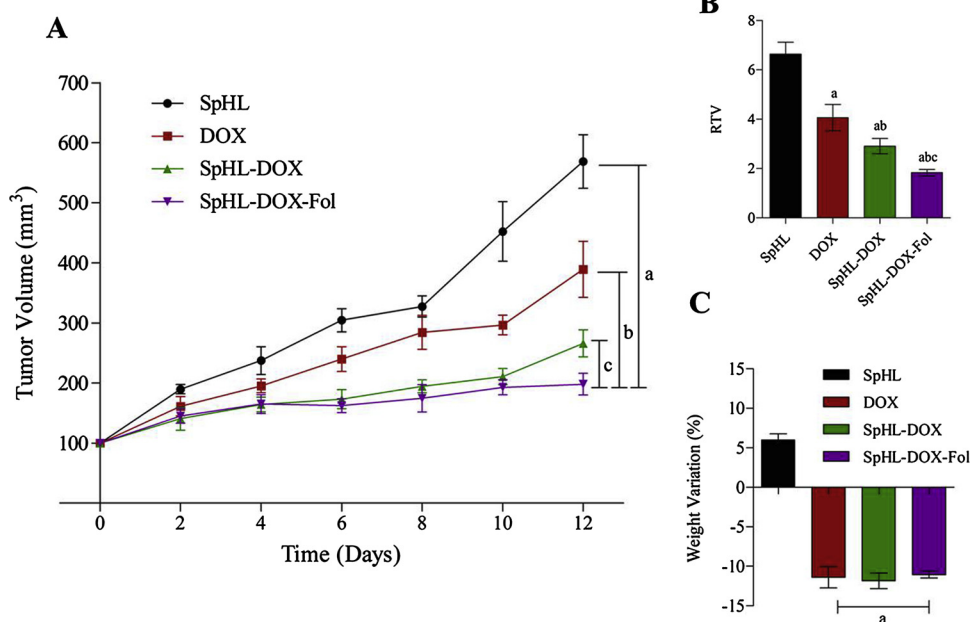 A
700
600
500
400
300
200
100
Tumor Volume (mm³)
SpHL
DOX
SpHL-DOX
SpHL-DOX-Fol
a
b
c
0
2
4
6
8
10
12
Time (Days)
B
8
6
4
2
0
RTV
a
ab
abc
SpHL
DOX
SpHL-DOX
SpHL-DOX-Fol
C
15
10
5
0
-5
-10
-15
Weight Variation (%)
SpHL
DOX
SpHL-DOX
SpHL-DOX-Fol
a